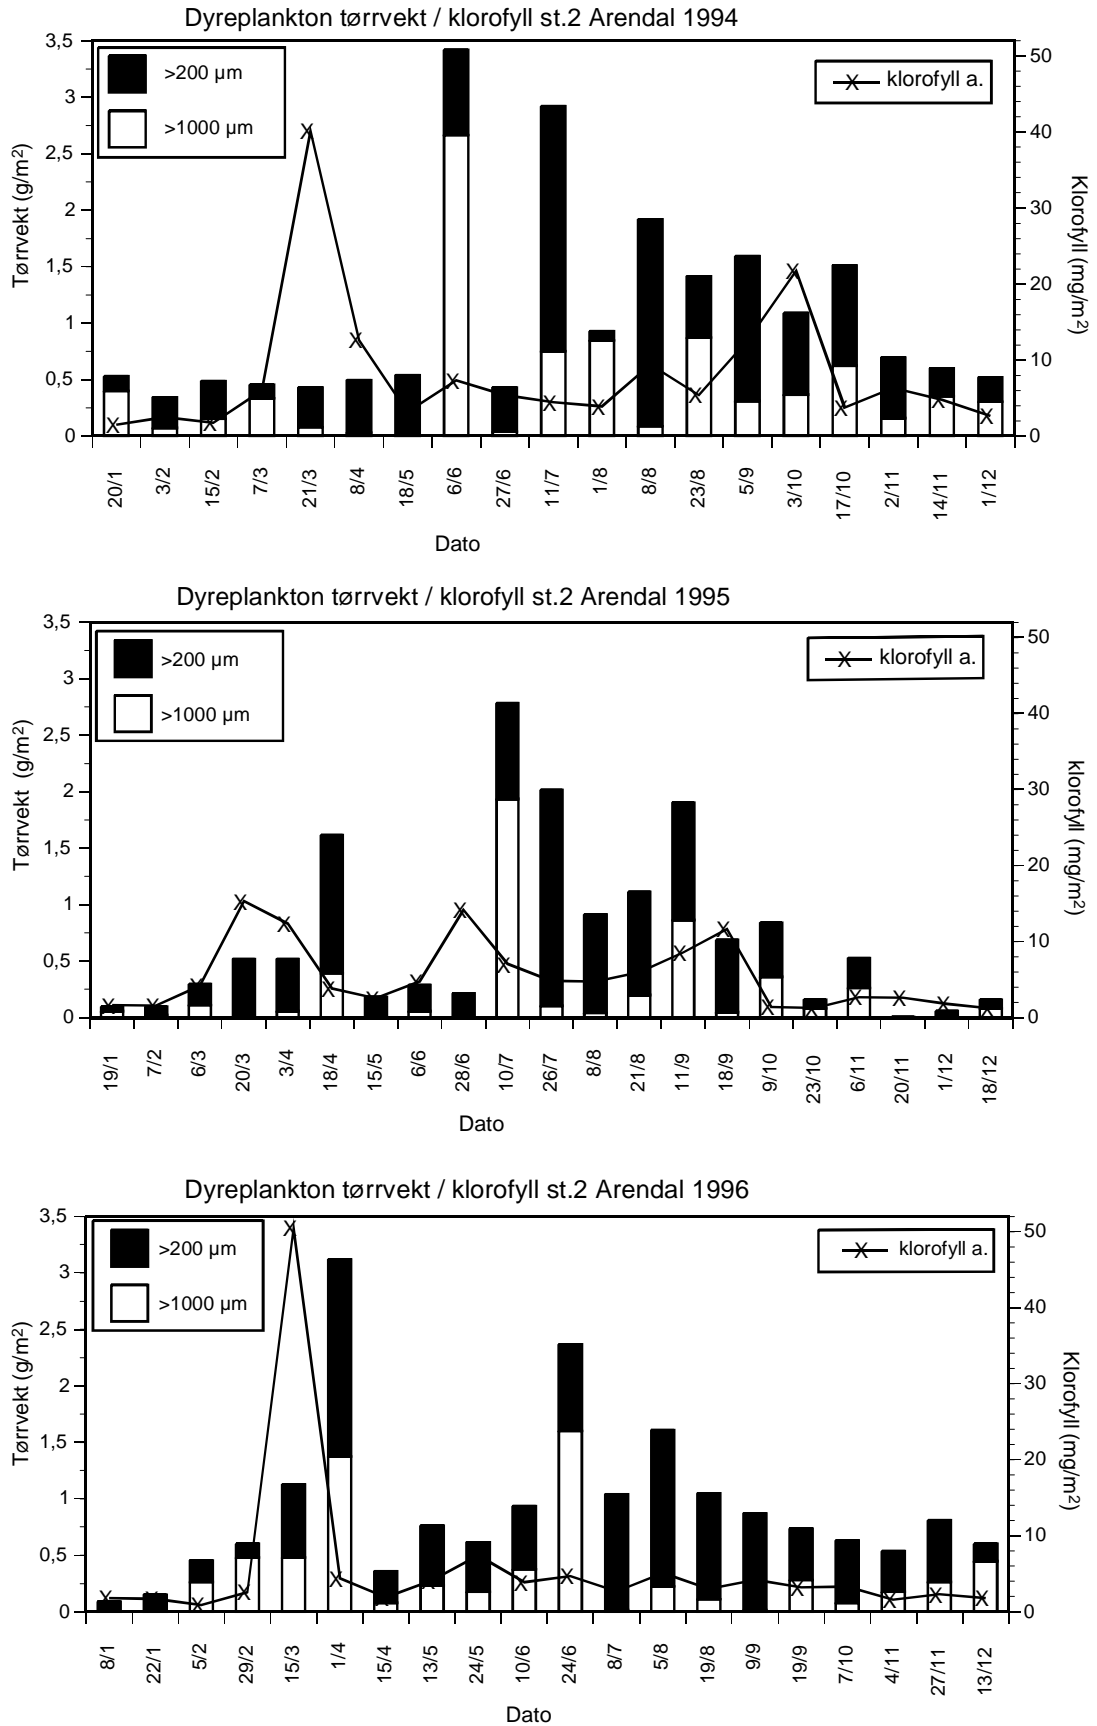 Dyreplankton tørrvekt / klorofyll st.2 Arendal 1994
3,5
3
2,5
2
1,5
1
0,5
0
Tørrvekt (g/m2)
>200 µm
>1000 µm
klorofyll a.
50
40
30
20
10
0
Klorofyll (mg/m2)
20/1 3/2 15/2 7/3 21/3 8/4 18/5 6/6 27/6 11/7 1/8 8/8 23/8 5/9 3/10 17/10 2/11 14/11 1/12
Dato
Dyreplankton tørrvekt / klorofyll st.2 Arendal 1995
3,5
3
2,5
2
1,5
1
0,5
0
Tørrvekt (g/m2)
>200 µm
>1000 µm
klorofyll a.
50
40
30
20
10
0
klorofyll (mg/m2)
19/1 7/2 6/3 20/3 3/4 18/4 15/5 6/6 28/6 10/7 26/7 8/8 21/8 11/9 18/9 9/10 23/10 6/11 20/11 1/12 18/12
Dato
Dyreplankton tørrvekt / klorofyll st.2 Arendal 1996
3,5
3
2,5
2
1,5
1
0,5
0
Tørrvekt (g/m2)
>200 µm
>1000 µm
klorofyll a.
50
40
30
20
10
0
Klorofyll (mg/m2)
8/1 22/1 5/2 29/2 15/3 1/4 15/4 13/5 24/5 10/6 24/6 8/7 5/8 19/8 9/9 19/9 7/10 4/11 27/11 13/12
Dato